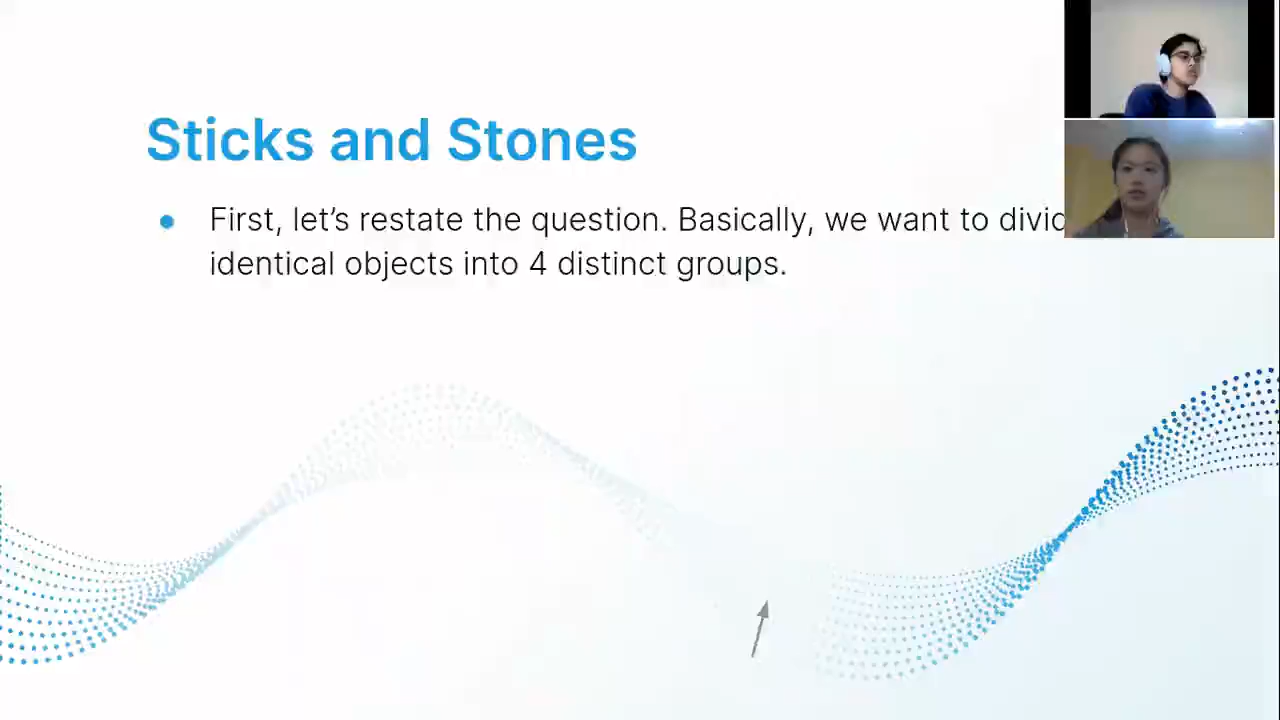 Sticks and Stones
● First, let’s restate the question. Basically, we want to divid
identical objects into 4 distinct groups.